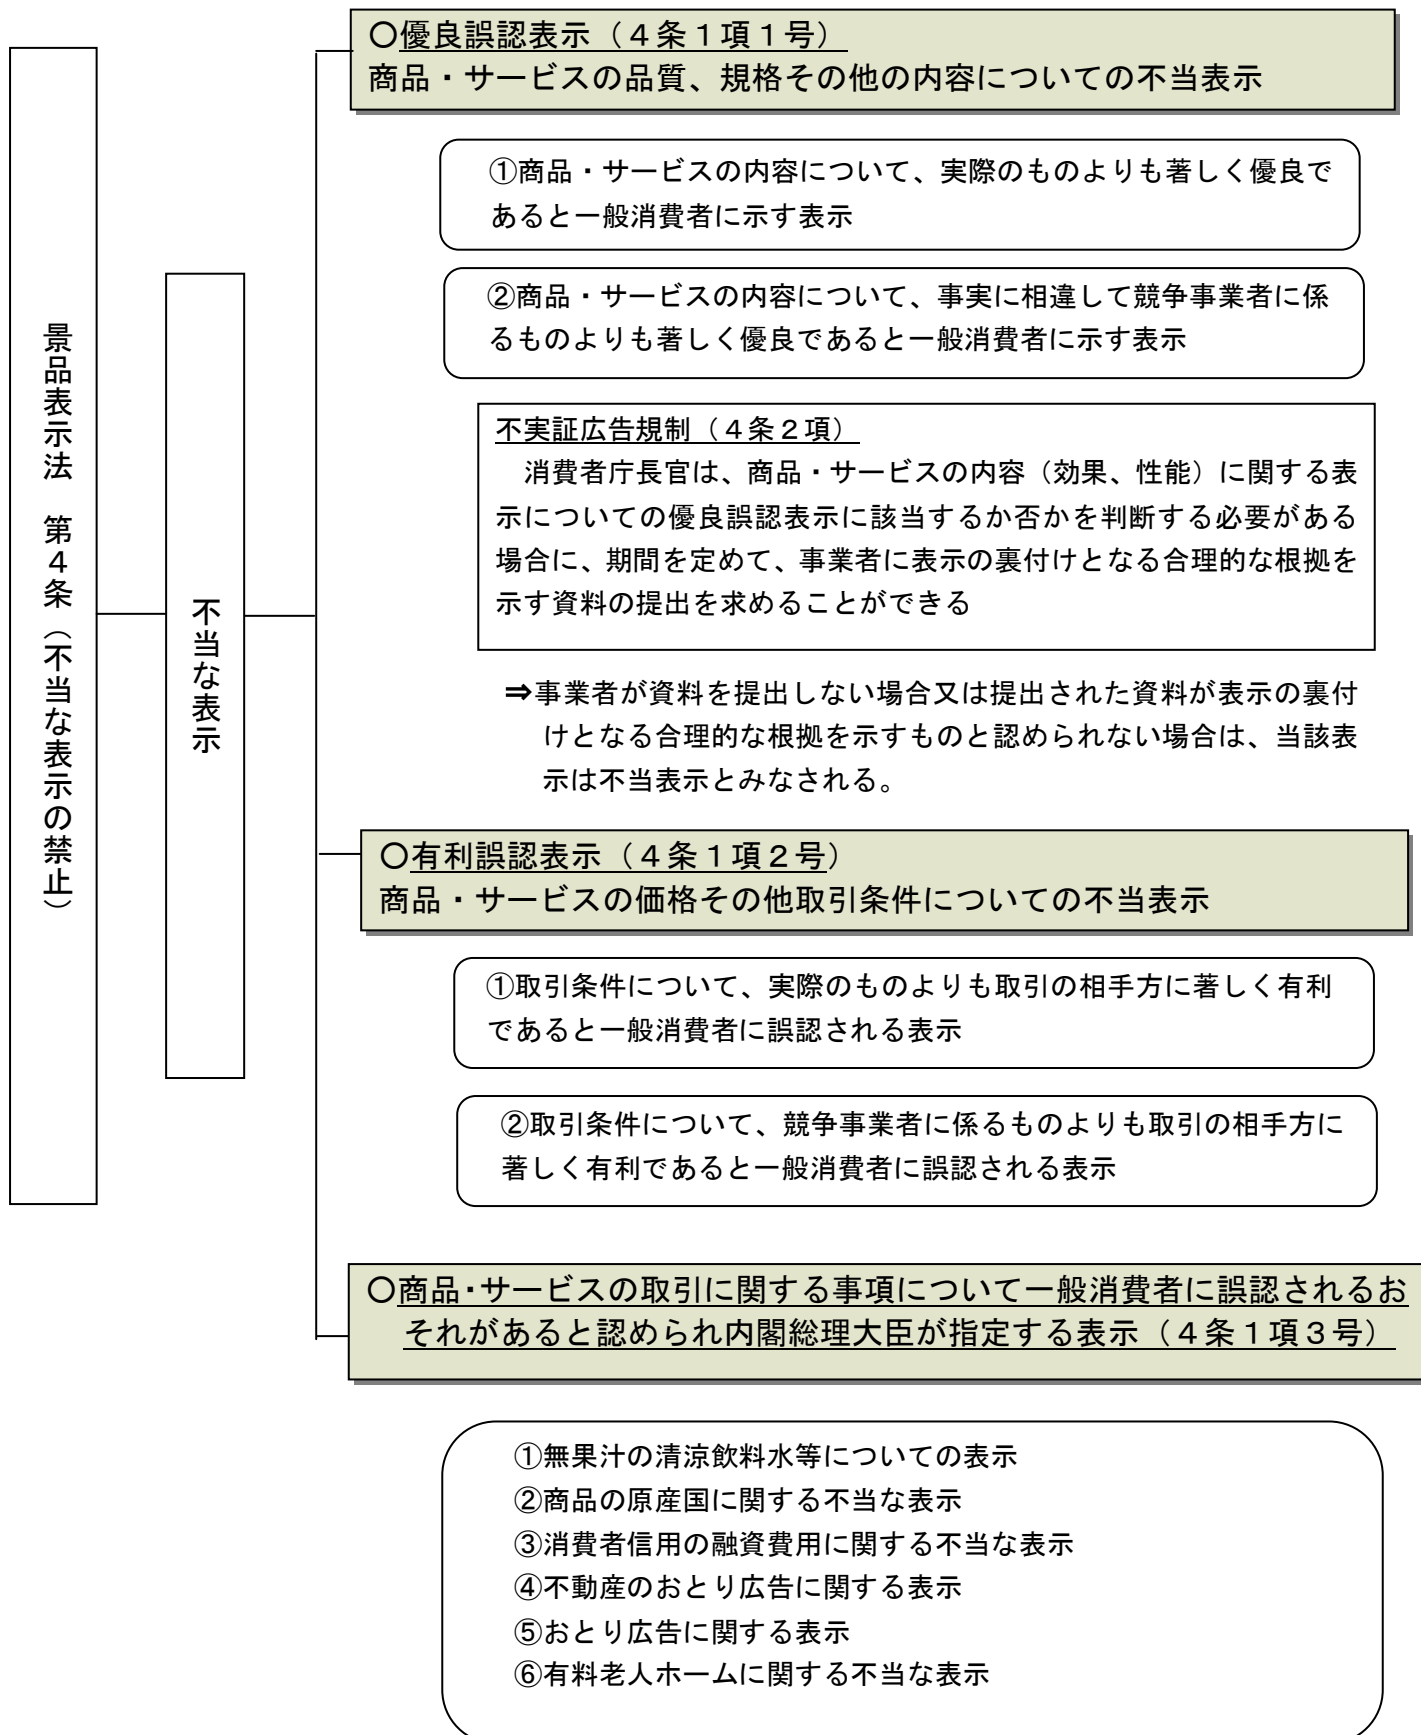 景品表示法　第４条（不当な表示の禁止）
不当な表示
○優良誤認表示（４条１項１号）
商品・サービスの品質、規格その他の内容についての不当表示
①商品・サービスの内容について、実際のものよりも著しく優良で
あると一般消費者に示す表示
②商品・サービスの内容について、事実に相違して競争事業者に係
るものよりも著しく優良であると一般消費者に示す表示
不実証広告規制（４条２項）
消費者庁長官は、商品・サービスの内容（効果、性能）に関する表
示についての優良誤認表示に該当するか否かを判断する必要がある
場合に、期間を定めて、事業者に表示の裏付けとなる合理的な根拠を
示す資料の提出を求めることができる
⇒事業者が資料を提出しない場合又は提出された資料が表示の裏付
けとなる合理的な根拠を示すものと認められない場合は、当該表
示は不当表示とみなされる。
○有利誤認表示（４条１項２号）
商品・サービスの価格その他取引条件についての不当表示
①取引条件について、実際のものよりも取引の相手方に著しく有利
であると一般消費者に誤認される表示
②取引条件について、競争事業者に係るものよりも取引の相手方に
著しく有利であると一般消費者に誤認される表示
○商品・サービスの取引に関する事項について一般消費者に誤認されるお
それがあると認められ内閣総理大臣が指定する表示（４条１項３号）
①無果汁の清涼飲料水等についての表示
②商品の原産国に関する不当な表示
③消費者信用の融資費用に関する不当な表示
④不動産のおとり広告に関する表示
⑤おとり広告に関する表示
⑥有料老人ホームに関する不当な表示